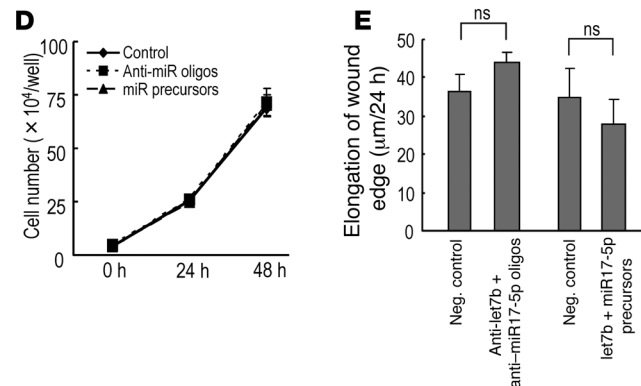 D
Control
Anti-miR oligos
miR precursors
Cell number (×10⁴/well)
100
75
50
25
0
0 h
24 h
48 h
E
ns
ns
Elongation of wound
edge (μm/24 h)
50
40
30
20
10
0
Neg. control
Anti-let7b +
anti–miR17-5p oligos
Neg. control
let7b + miR17-5p
precursors